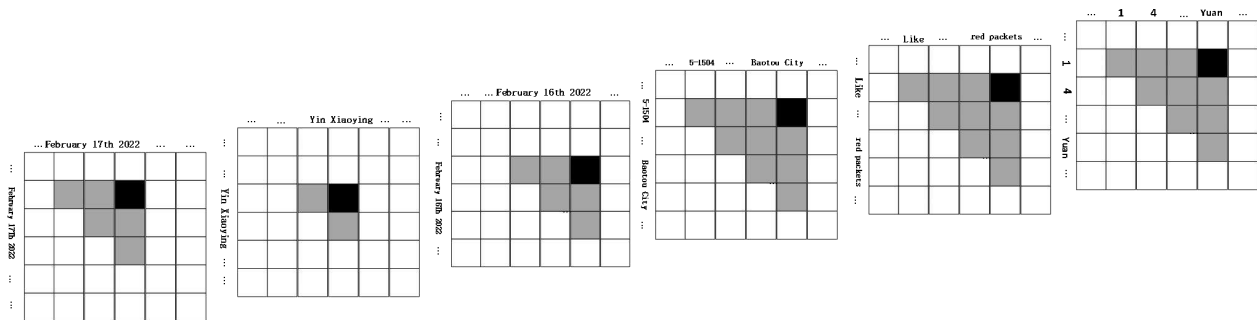 ... February 17th 2022 ... ...
... February 17Th 2022 ... ...
... ... Yin Xiaoying ... ...
... ... Yin Xiaoying ... ...
... ... February 16th 2022 ...
... ... February 16Th 2022 ...
... 5-1504 ... Baotou City ...
... 5-1504 ... Baotou City ...
... Like ... red packets ...
... Like ... red packets ...
... 1 4 ... Yuan ...
... 1 4 ... Yuan ...